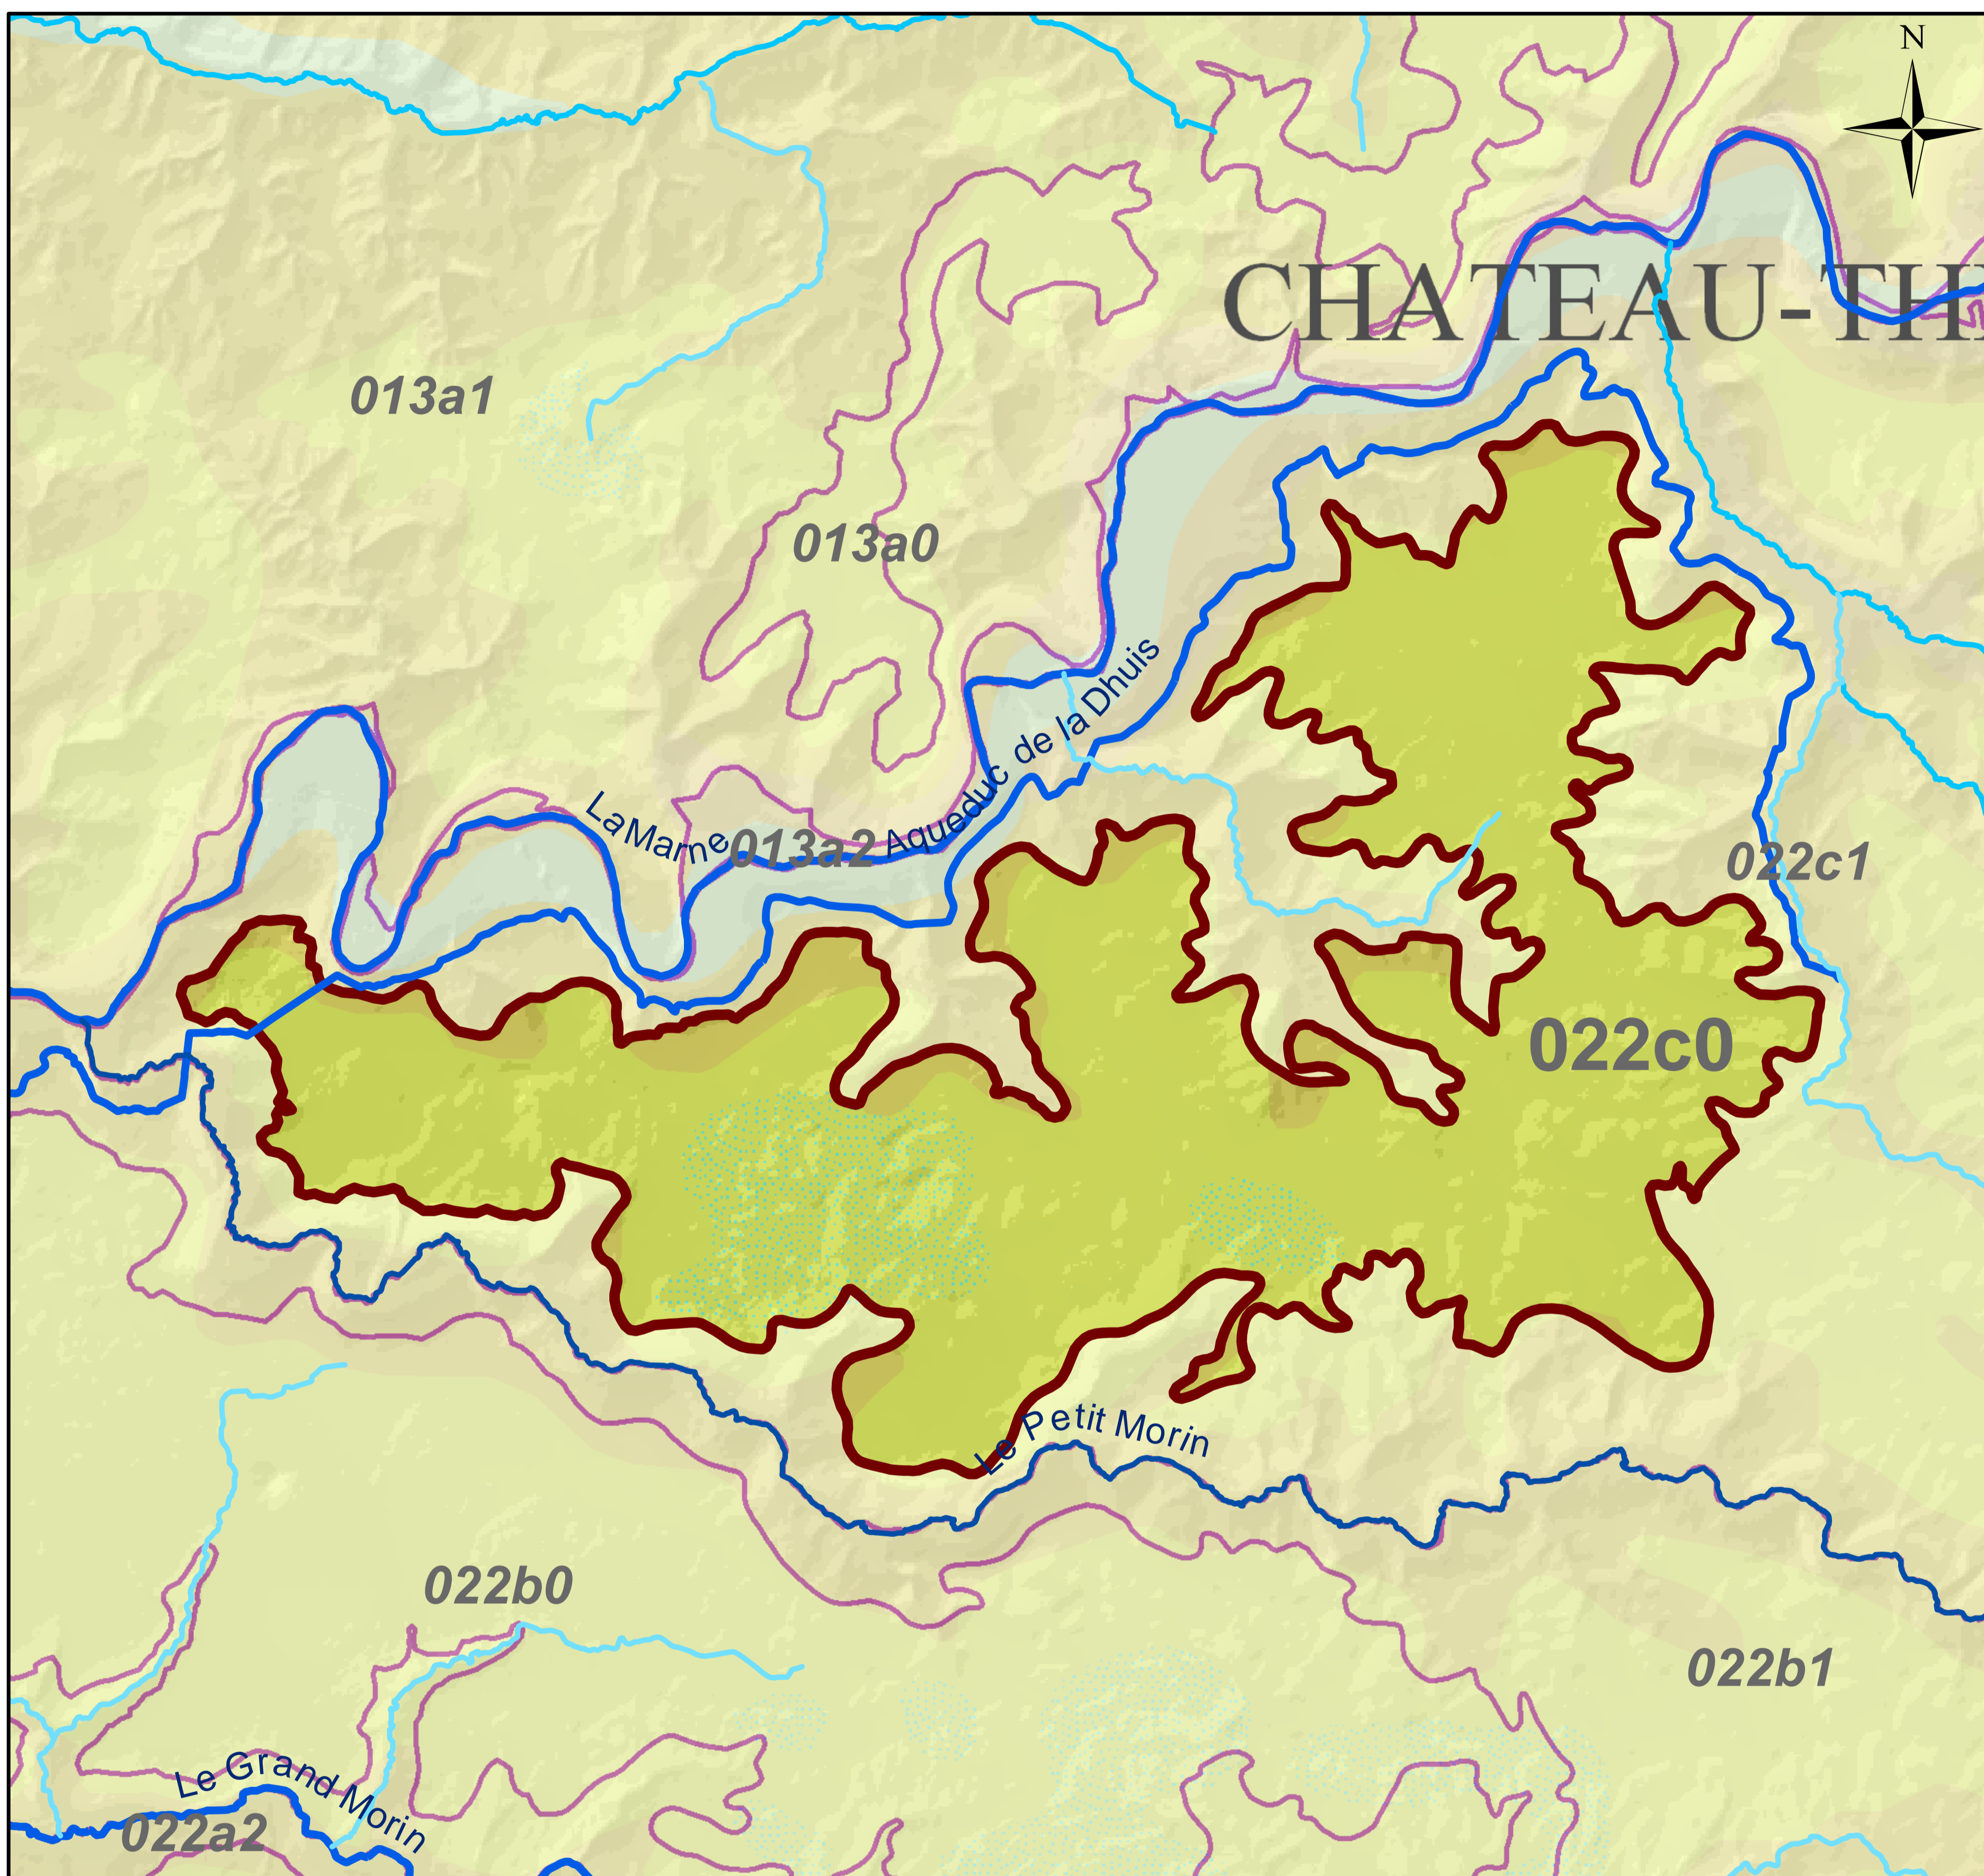 N
CHATEAU-TH
013a1
013a0
Aqueduc de la Dhuis
La Marne
013a2
022c1
022c0
Le Petit Morin
022b0
022b1
Le Grand Morin
022a2